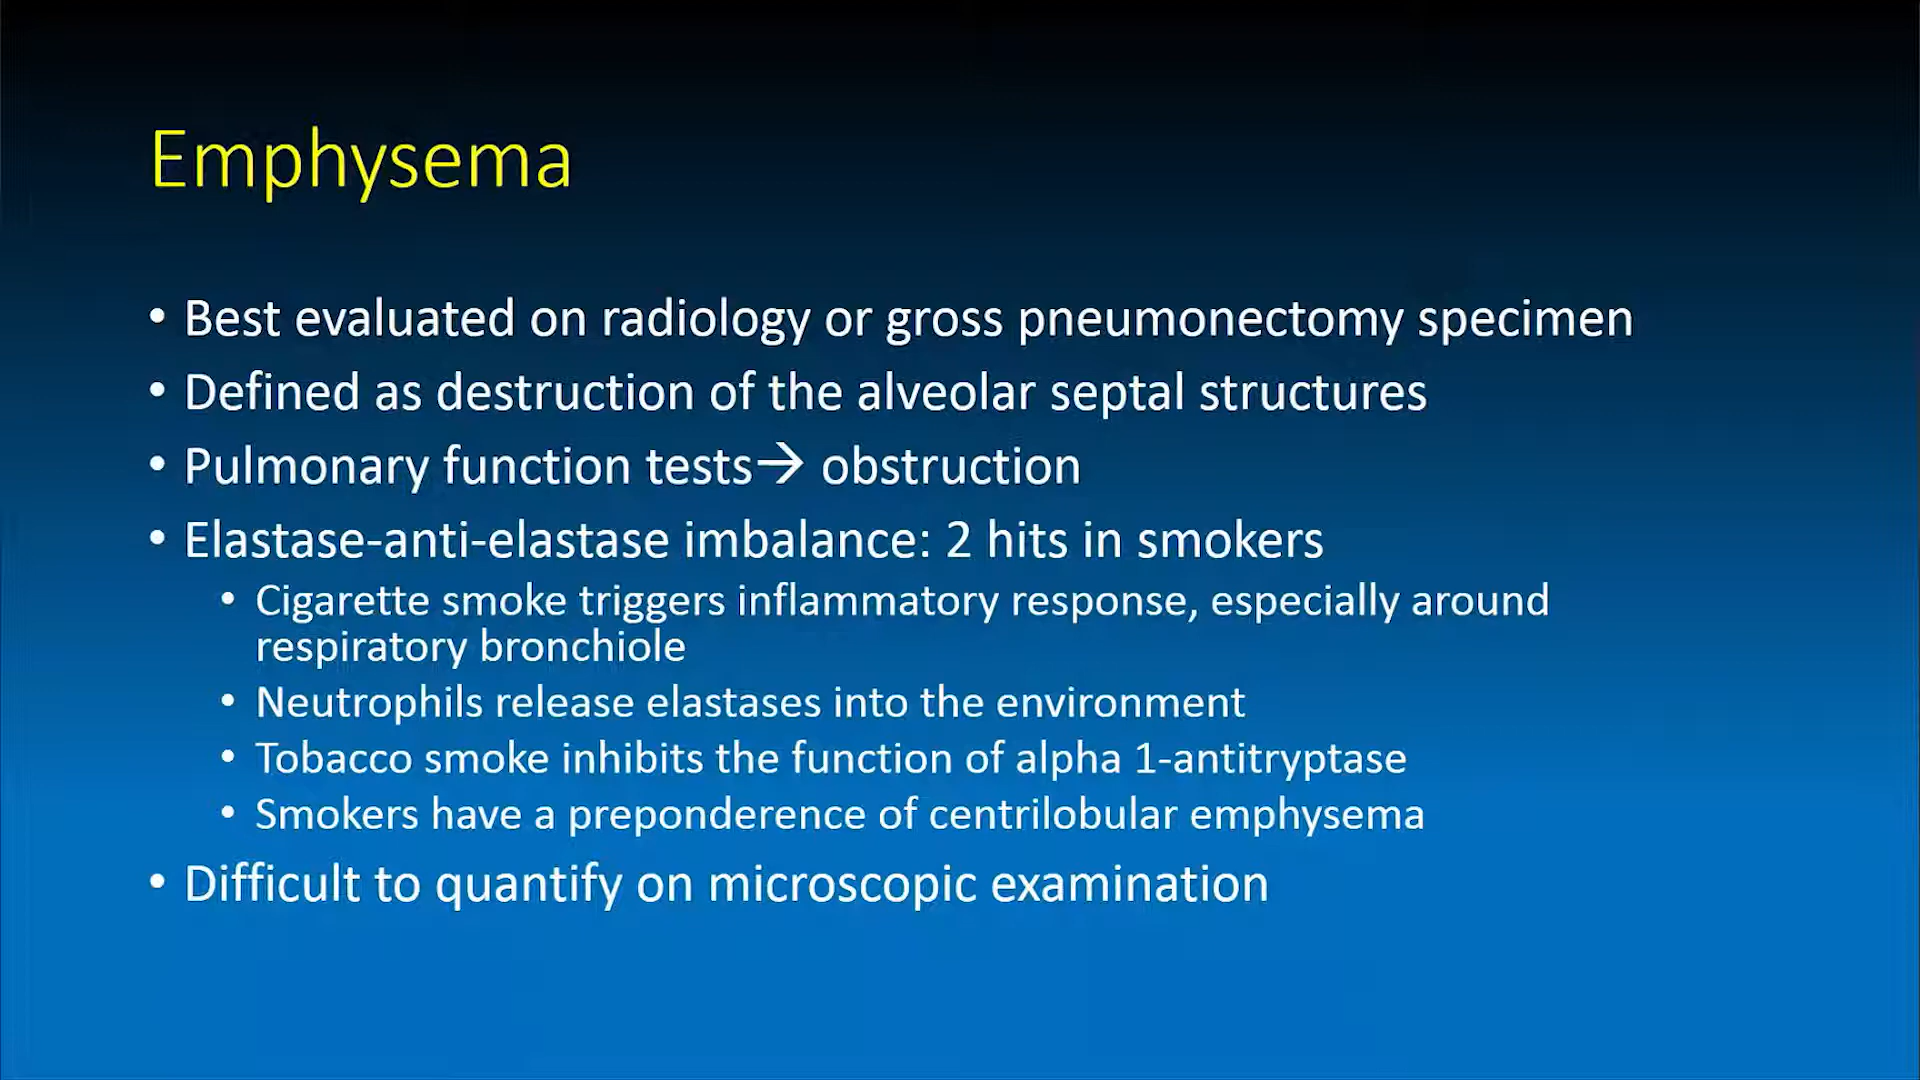 Emphysema
• Best evaluated on radiology or gross pneumonectomy specimen
• Defined as destruction of the alveolar septal structures
• Pulmonary function tests→ obstruction
• Elastase-anti-elastase imbalance: 2 hits in smokers
• Cigarette smoke triggers inflammatory response, especially around
respiratory bronchiole
• Neutrophils release elastases into the environment
• Tobacco smoke inhibits the function of alpha 1-antitryptase
• Smokers have a preponderence of centrilobular emphysema
• Difficult to quantify on microscopic examination